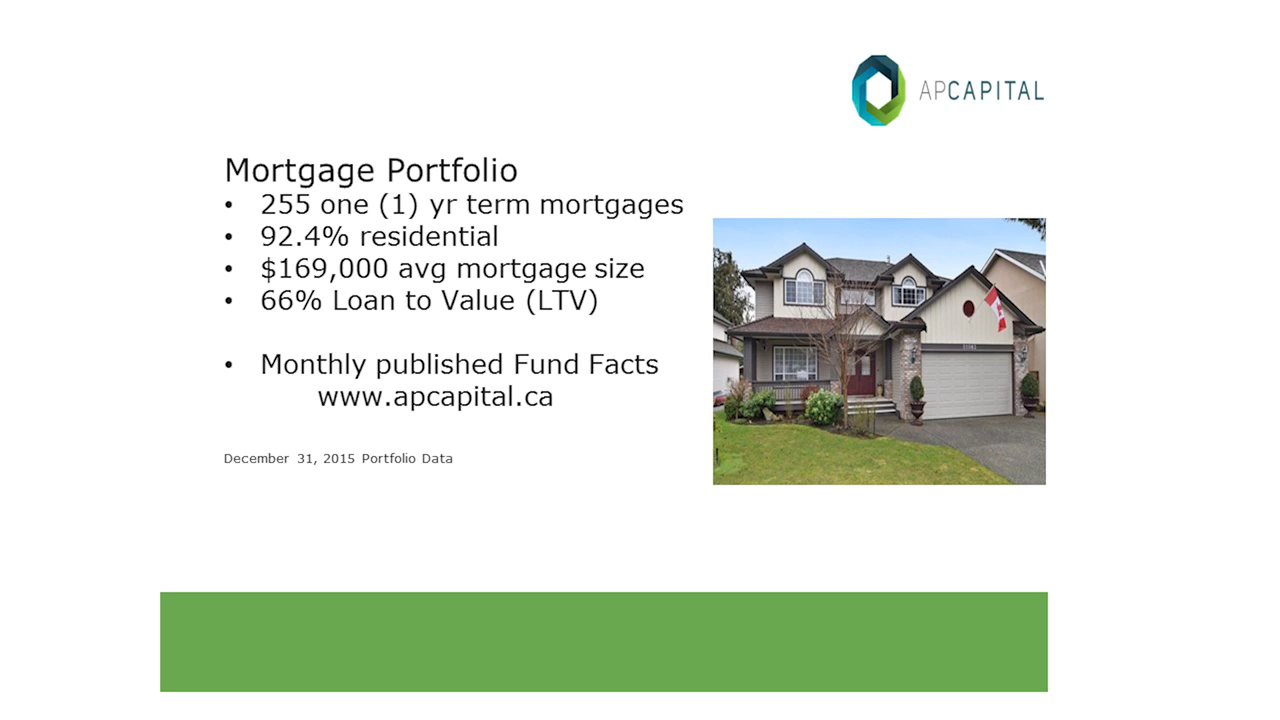 APCAPITAL
Mortgage Portfolio
• 255 one (1) yr term mortgages
• 92.4% residential
• $169,000 avg mortgage size
• 66% Loan to Value (LTV)
• Monthly published Fund Facts
www.apcapital.ca
December 31, 2015 Portfolio Data